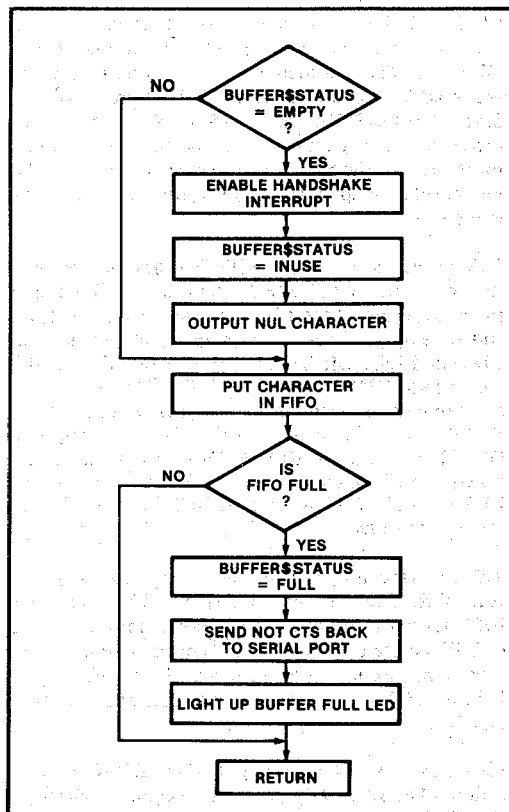 NO
BUFFER$STATUS
= EMPTY
?
YES
ENABLE HANDSHAKE
INTERRUPT
BUFFER$STATUS
= INUSE
OUTPUT NUL CHARACTER
PUT CHARACTER
IN FIFO
NO
IS
FIFO FULL
?
YES
BUFFER$STATUS
= FULL
SEND NOT CTS BACK
TO SERIAL PORT
LIGHT UP BUFFER FULL LED
RETURN